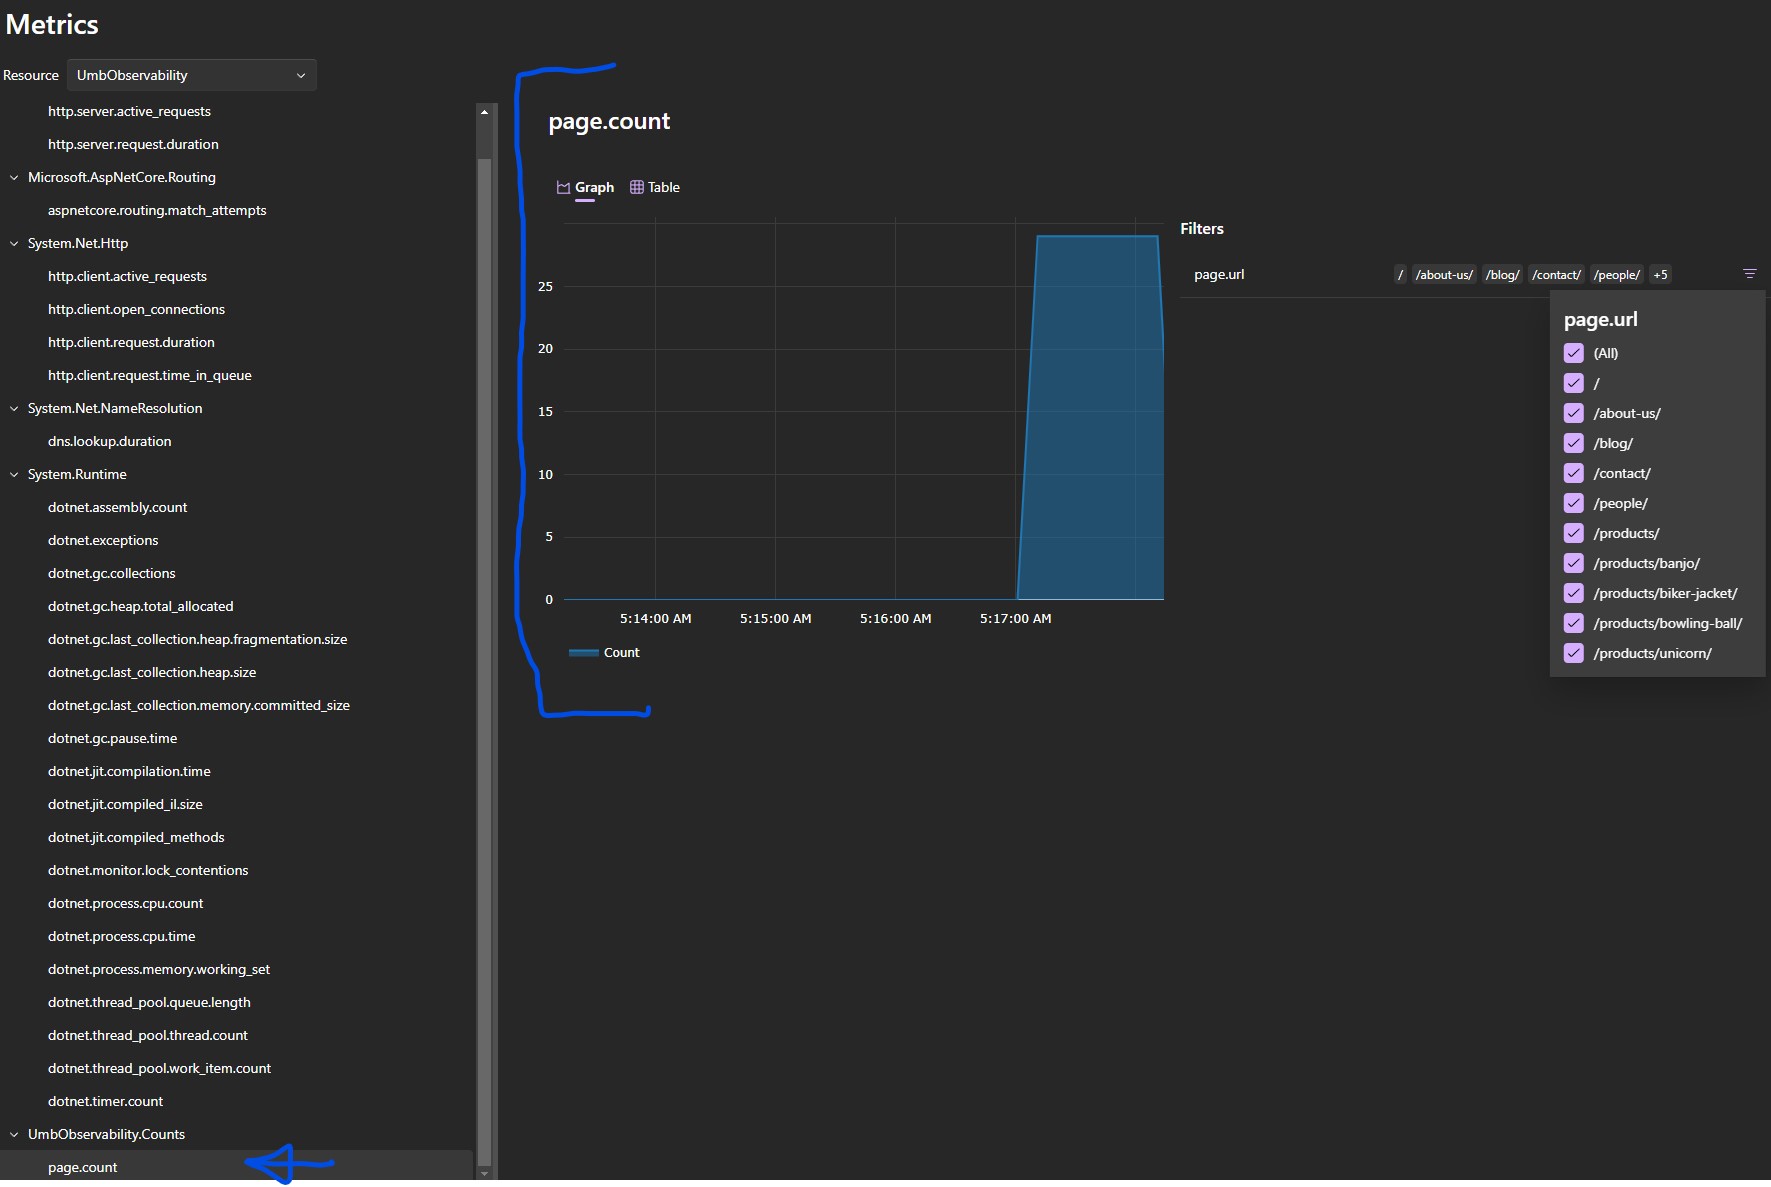 Metrics
Resource UmbObservability
http.server.active_requests
http.server.request.duration
Microsoft.AspNetCore.Routing
aspnetcore.routing.match_attempts
System.Net.Http
http.client.active_requests
http.client.open_connections
http.client.request.duration
http.client.request.time_in_queue
System.Net.NameResolution
dns.lookup.duration
System.Runtime
dotnet.assembly.count
dotnet.exceptions
dotnet.gc.collections
dotnet.gc.heap.total_allocated
dotnet.gc.last_collection.heap.fragmentation.size
dotnet.gc.last_collection.heap.size
dotnet.gc.last_collection.memory.committed_size
dotnet.gc.pause.time
dotnet.jit.compilation.time
dotnet.jit.compiled_il.size
dotnet.jit.compiled_methods
dotnet.monitor.lock_contentions
dotnet.process.cpu.count
dotnet.process.cpu.time
dotnet.process.memory.working_set
dotnet.thread_pool.queue.length
dotnet.thread_pool.thread.count
dotnet.thread_pool.work_item.count
dotnet.timer.count
UmbObservability.Counts
page.count
page.count
Graph Table
25
20
15
10
5
0
5:14:00 AM 5:15:00 AM 5:16:00 AM 5:17:00 AM
Count
Filters
page.url / /about-us/ /blog/ /contact/ /people/ +5
page.url
(All)
/
/about-us/
/blog/
/contact/
/people/
/products/
/products/banjo/
/products/biker-jacket/
/products/bowling-ball/
/products/unicorn/